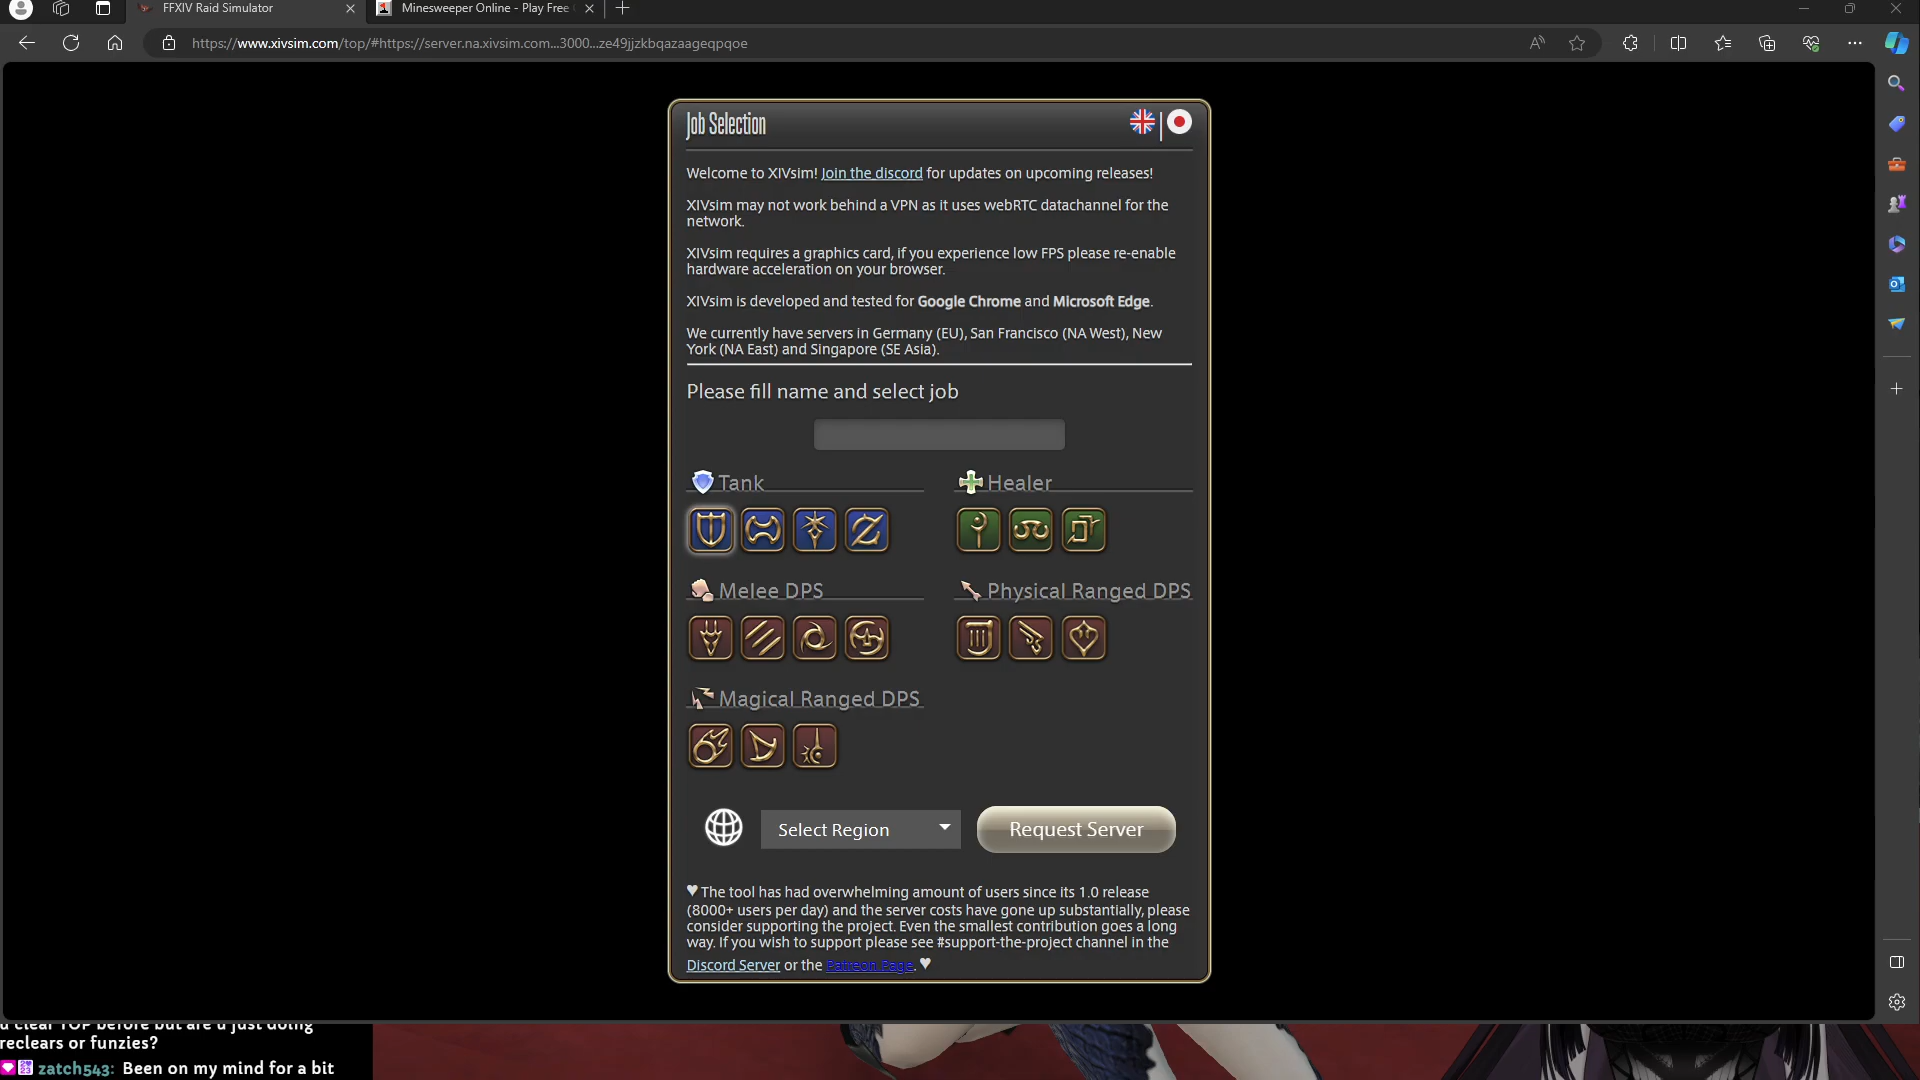 FFXIV Raid Simulator
Minesweeper Online - Play Free
https://www.xivsim.com/top/#https://server.na.xivsim.com...3000...ze49jjzkbqazaageqpqoe
Job Selection
Welcome to XIVsim! Join the discord for updates on upcoming releases!
XIVsim may not work behind a VPN as it uses webRTC datachannel for the
network.
XIVsim requires a graphics card, if you experience low FPS please re-enable
hardware acceleration on your browser.
XIVsim is developed and tested for Google Chrome and Microsoft Edge.
We currently have servers in Germany (EU), San Francisco (NA West), New
York (NA East) and Singapore (SE Asia).
Please fill name and select job
Tank
Healer
Melee DPS
Physical Ranged DPS
Magical Ranged DPS
Select Region
Request Server
♥ The tool has had overwhelming amount of users since its 1.0 release
(8000+ users per day) and the server costs have gone up substantially, please
consider supporting the project. Even the smallest contribution goes a long
way. If you wish to support please see #support-the-project channel in the
Discord Server or the Patreon Page. ♥
u clear TOP before but are u just doing
reclears or funzies?
zatch543: Been on my mind for a bit